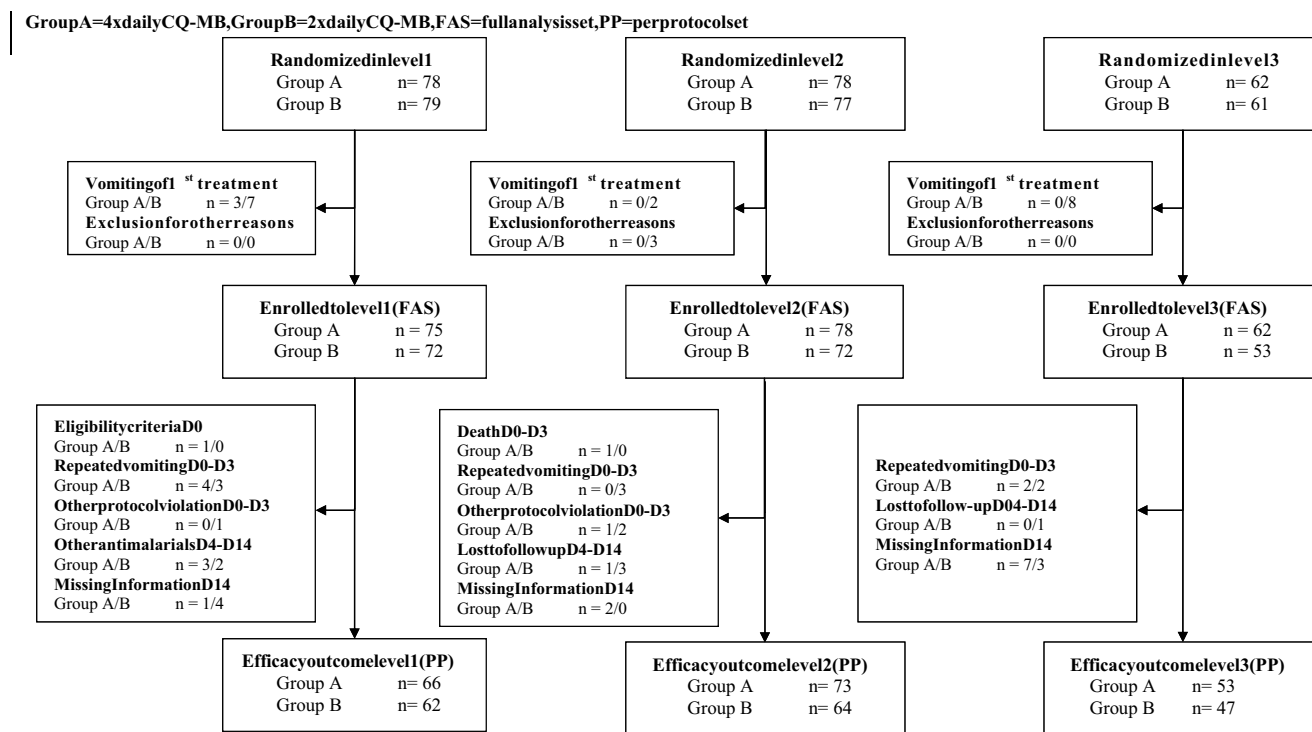 GroupA=4xdailyCQ-MB,GroupB=2xdailyCQ-MB,FAS=fullanalysisset,PP=perprotocolset
Randomizedinlevel1
Group A n= 78
Group B n= 79
Randomizedinlevel2
Group A n= 78
Group B n= 77
Randomizedinlevel3
Group A n= 62
Group B n= 61
Vomitingof1 st treatment
Group A/B n = 3/7
Exclusionforotherreasons
Group A/B n = 0/0
Vomitingof1 st treatment
Group A/B n = 0/2
Exclusionforotherreasons
Group A/B n = 0/3
Vomitingof1 st treatment
Group A/B n = 0/8
Exclusionforotherreasons
Group A/B n = 0/0
Enrolledtolevel1(FAS)
Group A n = 75
Group B n = 72
Enrolledtolevel2(FAS)
Group A n = 78
Group B n = 72
Enrolledtolevel3(FAS)
Group A n = 62
Group B n = 53
EligibilitycriteriaD0
Group A/B n = 1/0
RepeatedvomitingD0-D3
Group A/B n = 4/3
OtherprotocolviolationD0-D3
Group A/B n = 0/1
OtherantimalarialsD4-D14
Group A/B n = 3/2
MissingInformationD14
Group A/B n = 1/4
DeathD0-D3
Group A/B n = 1/0
RepeatedvomitingD0-D3
Group A/B n = 0/3
OtherprotocolviolationD0-D3
Group A/B n = 1/2
LosttofollowupD4-D14
Group A/B n = 1/3
MissingInformationD14
Group A/B n = 2/0
RepeatedvomitingD0-D3
Group A/B n = 2/2
Losttofollow-upD04-D14
Group A/B n = 0/1
MissingInformationD14
Group A/B n = 7/3
Efficacyoutcomelevel1(PP)
Group A n= 66
Group B n= 62
Efficacyoutcomelevel2(PP)
Group A n= 73
Group B n= 64
Efficacyoutcomelevel3(PP)
Group A n= 53
Group B n= 47